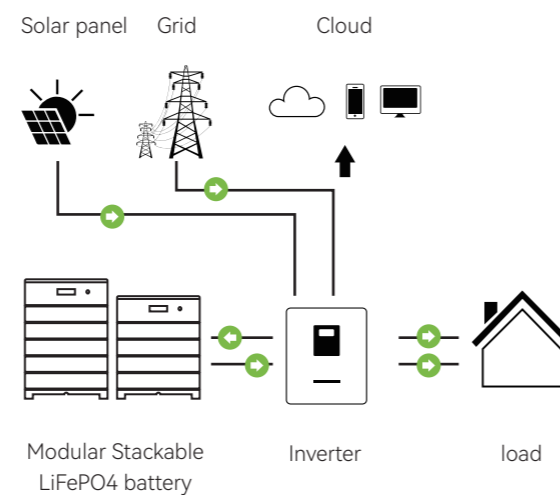 Solar panel
Grid
Cloud
Modular Stackable
LiFePO4 battery
Inverter
load